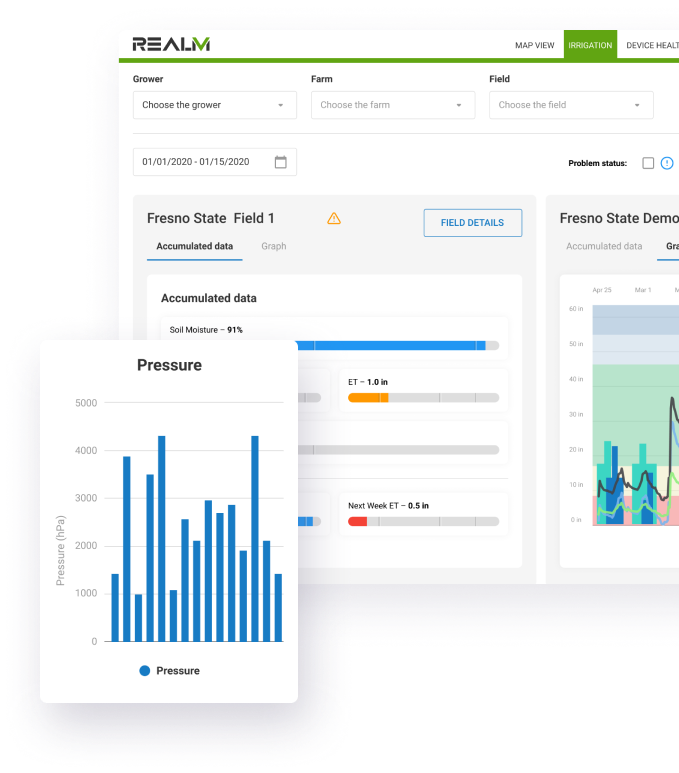 REALM
MAP VIEW IRRIGATION DEVICE HEALT
Grower Farm Field
Choose the grower Choose the farm Choose the field
01/01/2020 - 01/15/2020 Problem status:
Fresno State Field 1 FIELD DETAILS
Accumulated data Graph
Accumulated data
Soil Moisture – 91%
ET – 1.0 in
Next Week ET – 0.5 in
Fresno State Demo
Accumulated data Gra
Apr 25 Mar 1 M
60 in
50 in
40 in
30 in
20 in
10 in
0 in
Pressure
Pressure (hPa)
5000
4000
3000
2000
1000
0
Pressure